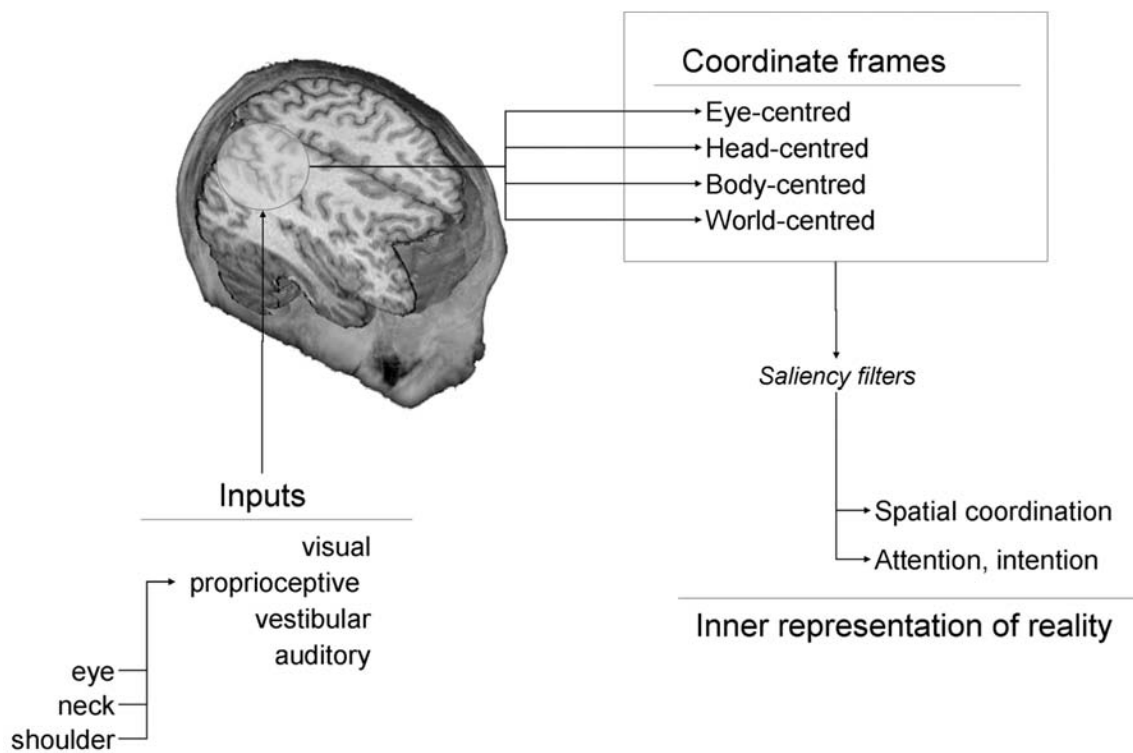 Coordinate frames
Eye-centred
Head-centred
Body-centred
World-centred
Saliency filters
Spatial coordination
Attention, intention
Inner representation of reality
Inputs
visual
proprioceptive
vestibular
auditory
eye
neck
shoulder